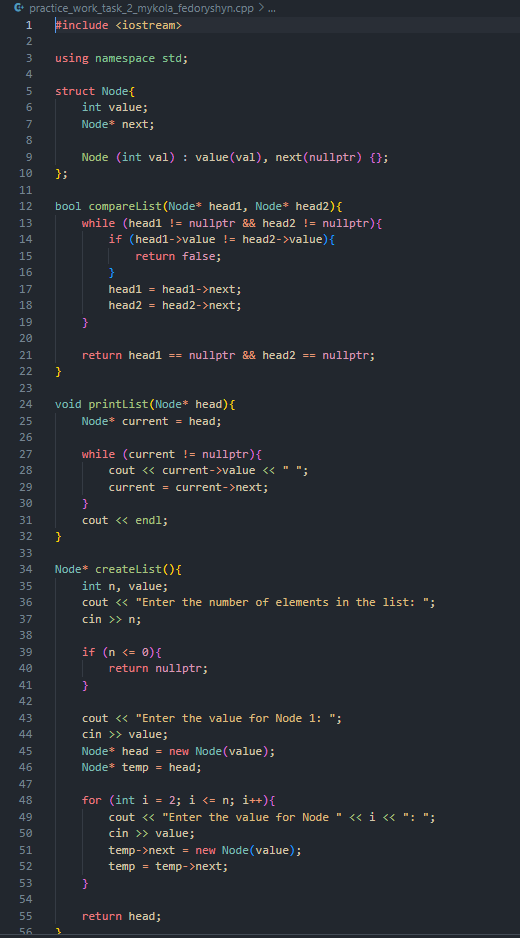 practice_work_task_2_mykola_fedoryshyn.cpp > ...
1 #include <iostream>
2
3 using namespace std;
4
5 struct Node{
6     int value;
7     Node* next;
8
9     Node (int val) : value(val), next(nullptr) {};
10 };
11
12 bool compareList(Node* head1, Node* head2){
13     while (head1 != nullptr && head2 != nullptr){
14         if (head1->value != head2->value){
15             return false;
16         }
17         head1 = head1->next;
18         head2 = head2->next;
19     }
20
21     return head1 == nullptr && head2 == nullptr;
22 }
23
24 void printList(Node* head){
25     Node* current = head;
26
27     while (current != nullptr){
28         cout << current->value << " ";
29         current = current->next;
30     }
31     cout << endl;
32 }
33
34 Node* createList(){
35     int n, value;
36     cout << "Enter the number of elements in the list: ";
37     cin >> n;
38
39     if (n <= 0){
40         return nullptr;
41     }
42
43     cout << "Enter the value for Node 1: ";
44     cin >> value;
45     Node* head = new Node(value);
46     Node* temp = head;
47
48     for (int i = 2; i <= n; i++){
49         cout << "Enter the value for Node " << i << ": ";
50         cin >> value;
51         temp->next = new Node(value);
52         temp = temp->next;
53     }
54
55     return head;
56 }